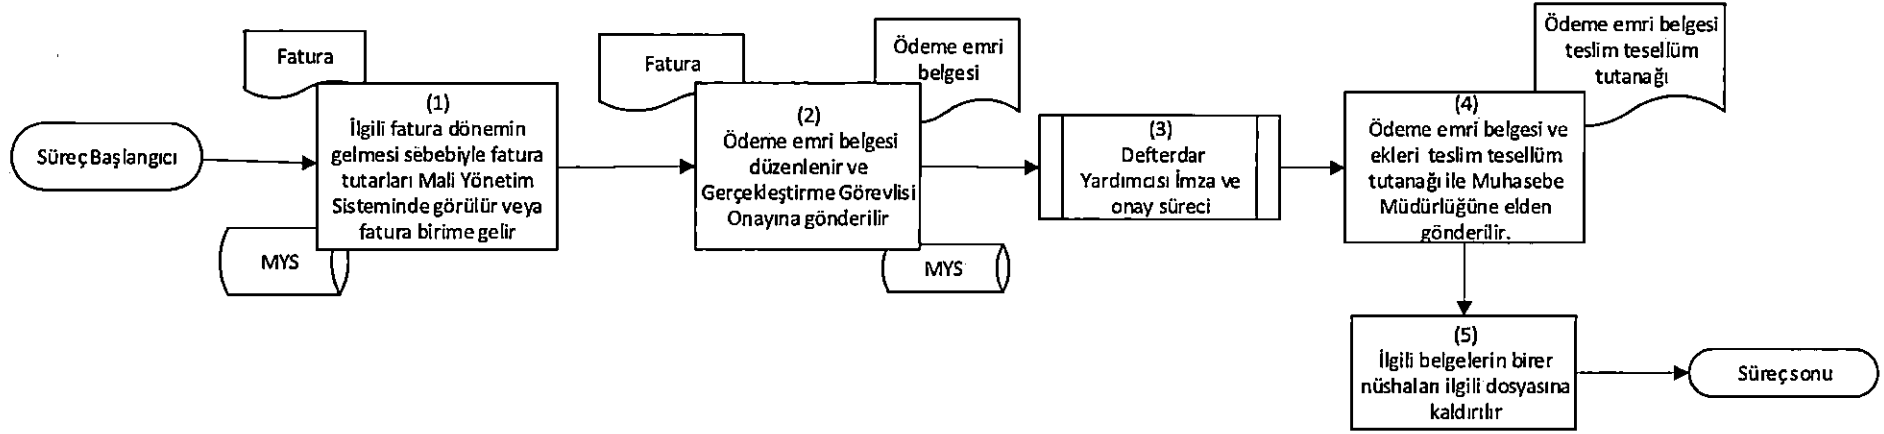 Süreç Başlangıcı
Fatura
(1)
İlgili fatura dönemin
gelmesi sebebiyle fatura
tutarları Mali Yönetim
Sisteminde görülür veya
fatura birime gelir
MYS
Fatura
Ödeme emri
belgesi
(2)
Ödeme emri belgesi
düzenlenir ve
Gerçekleştirme Görevlisi
Onayına gönderilir
MYS
(3)
Defterdar
Yardımcısı İmza ve
onay süreci
Ödeme emri belgesi
teslim tesellüm
tutanağı
(4)
Ödeme emri belgesi ve
ekleri teslim tesellüm
tutanağı ile Muhasebe
Müdürlüğüne elden
gönderilir.
(5)
İlgili belgelerin birer
nüshaları ilgili dosyasına
kaldırılır
Süreç sonu